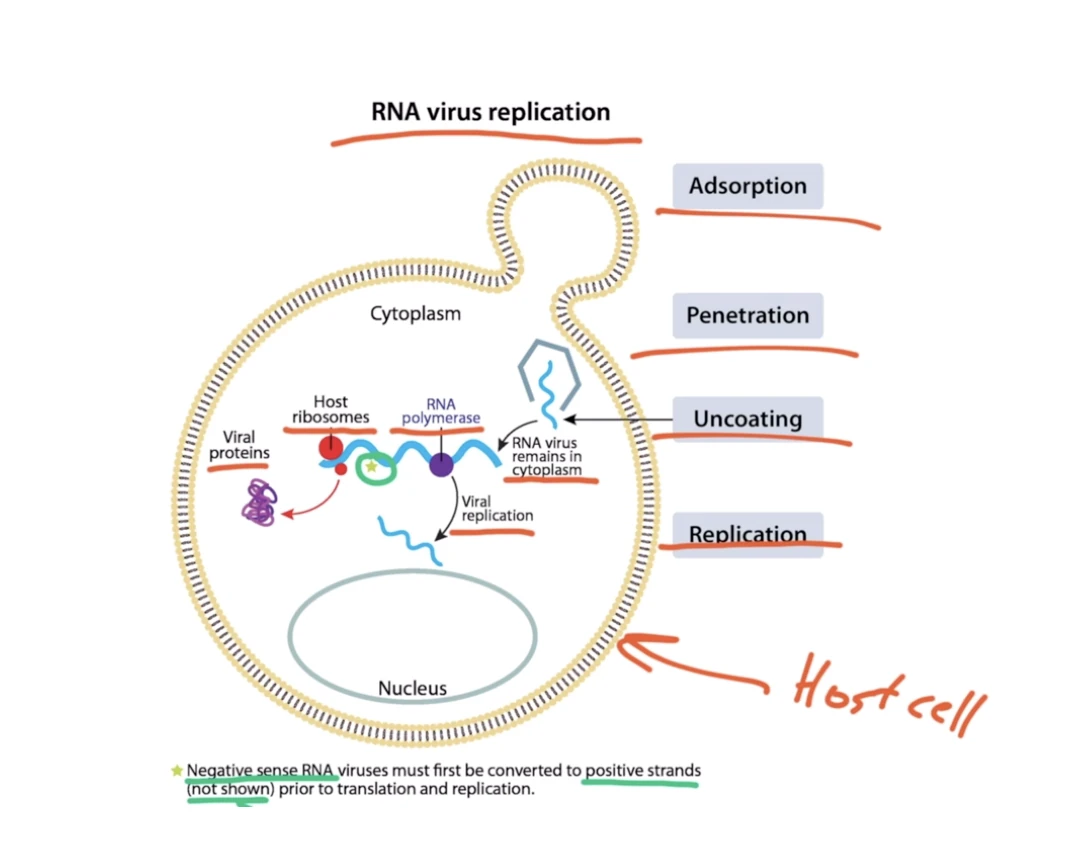 RNA virus replication
Adsorption
Penetration
Cytoplasm
Uncoating
Host
ribosomes
RNA
polymerase
Viral
proteins
RNA virus
remains in
cytoplasm
Viral
replication
Replication
Nucleus
Host cell
Negative sense RNA viruses must first be converted to positive strands
(not shown) prior to translation and replication.